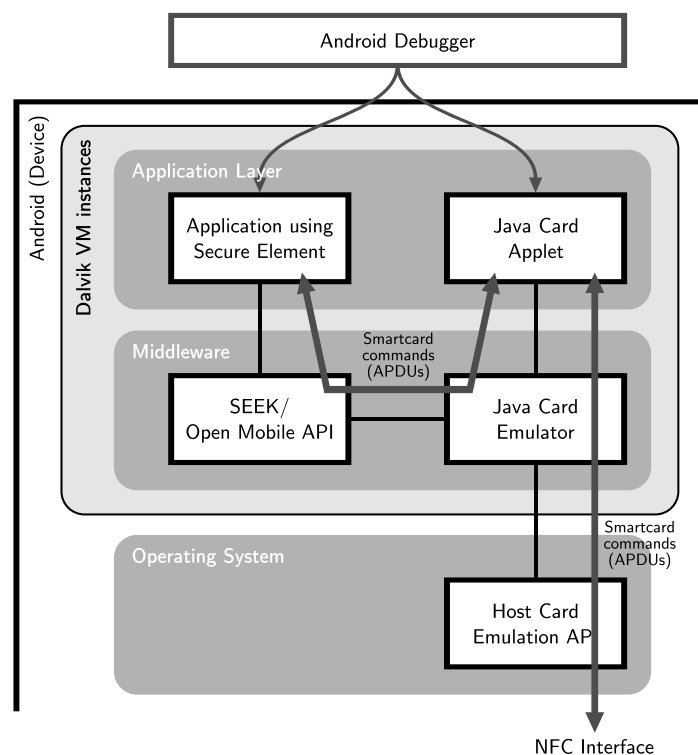 Android Debugger
Android (Device)
Dalvik VM instances
Application Layer
Application using
Secure Element
Java Card
Applet
Middleware
Smartcard
commands
(APDUs)
SEEK/
Open Mobile API
Java Card
Emulator
Operating System
Smartcard
commands
(APDUs)
Host Card
Emulation AP
NFC Interface